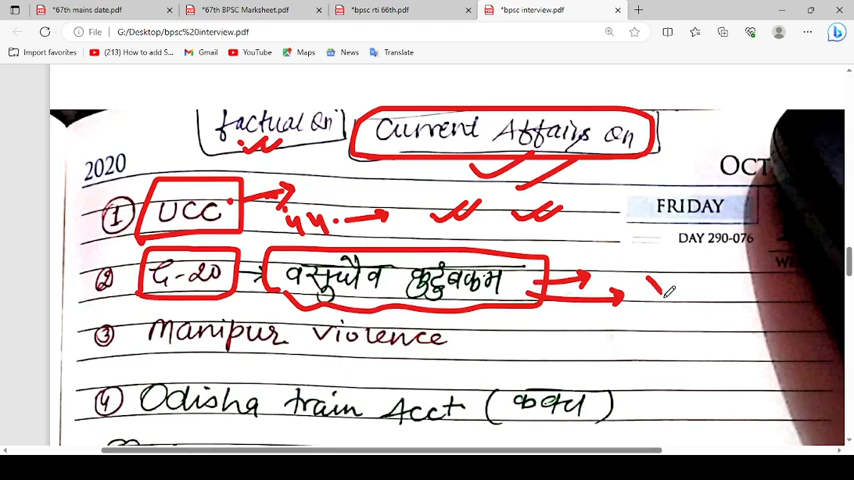 *67th mains date.pdf
*67th BPSC Marksheet.pdf
*bpsc rti 66th.pdf
*bpsc interview.pdf
File G:/Desktop/bpsc%20interview.pdf
Import favorites (213) How to add S... Gmail YouTube Maps News Translate
factual Qn Current Affairs Qn
2020 OCT
① UCC FRIDAY
44 DAY 290-076
② G-20 → वसुधैव कुटुंबकम
③ Manipur violence
④ Odisha train Acct (कवच)